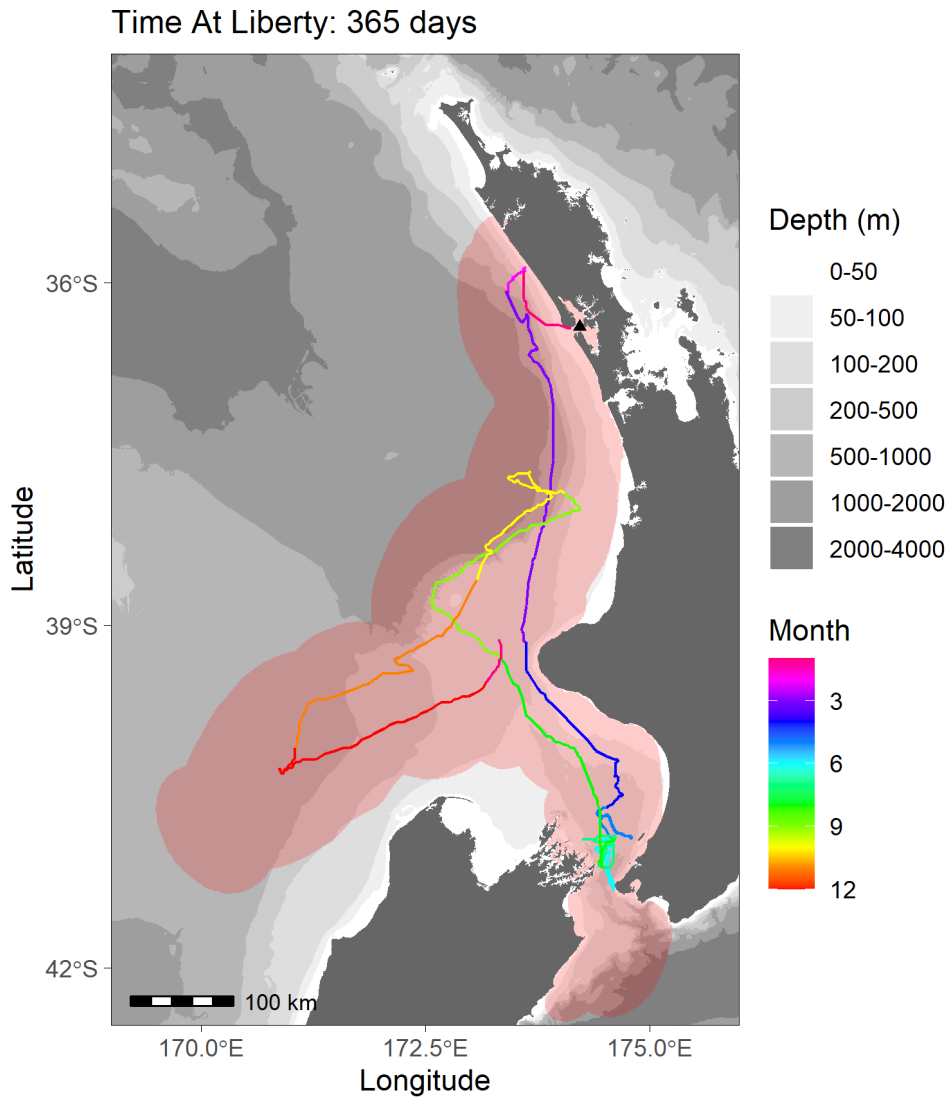 Time At Liberty: 365 days
36°S
39°S
42°S
Latitude
100 km
170.0°E
172.5°E
175.0°E
Longitude
Depth (m)
0-50
50-100
100-200
200-500
500-1000
1000-2000
2000-4000
Month
3
6
9
12